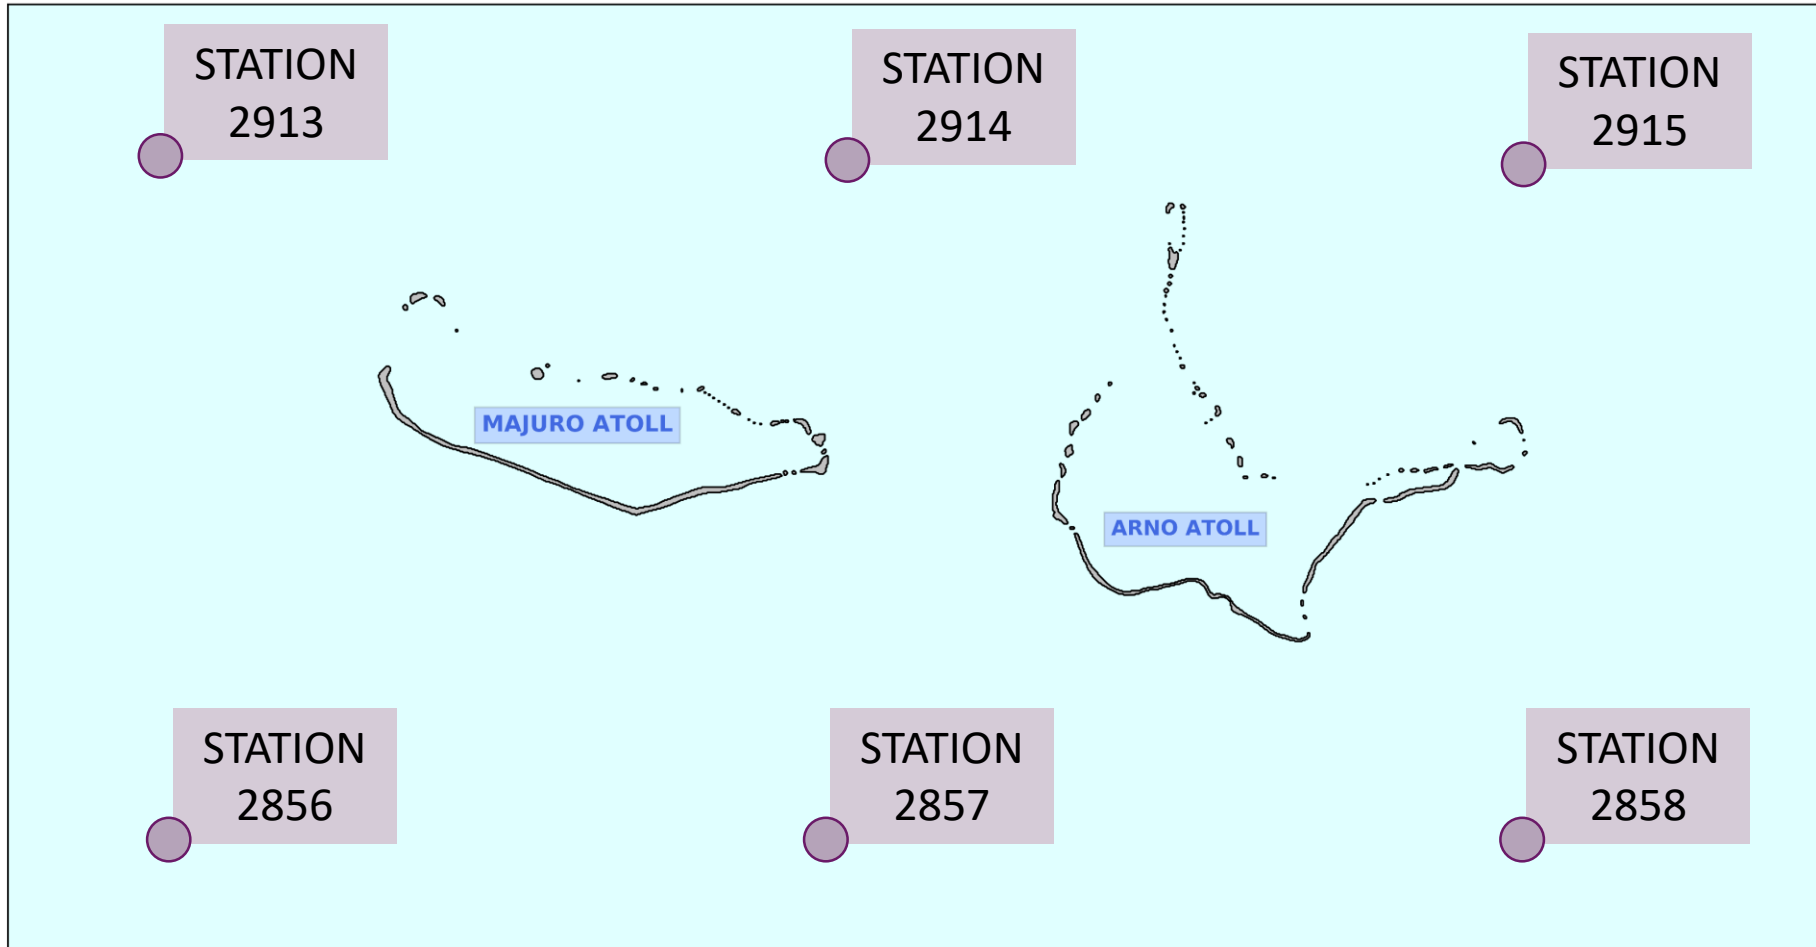 STATION
2913
STATION
2914
STATION
2915
MAJURO ATOLL
ARNO ATOLL
STATION
2856
STATION
2857
STATION
2858